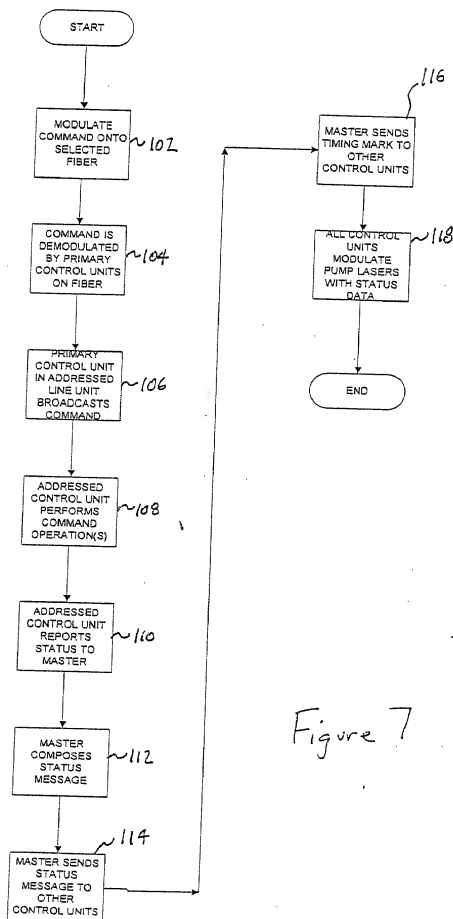 START
MODULATE
COMMAND ONTO
SELECTED
FIBER
102
COMMAND IS
DEMODULATED
BY PRIMARY
CONTROL UNITS
ON FIBER
104
PRIMARY
CONTROL UNIT
IN ADDRESSED
LINE UNIT
BROADCASTS
COMMAND
106
ADDRESSED
CONTROL UNIT
PERFORMS
COMMAND
OPERATION(S)
108
ADDRESSED
CONTROL UNIT
REPORTS
STATUS TO
MASTER
110
MASTER
COMPOSES
STATUS
MESSAGE
112
114
MASTER SENDS
STATUS
MESSAGE TO
OTHER
CONTROL UNITS
116
MASTER SENDS
TIMING MARK TO
OTHER
CONTROL UNITS
118
ALL CONTROL
UNITS
MODULATE
PUMP LASERS
WITH STATUS
DATA
END
Figure 7